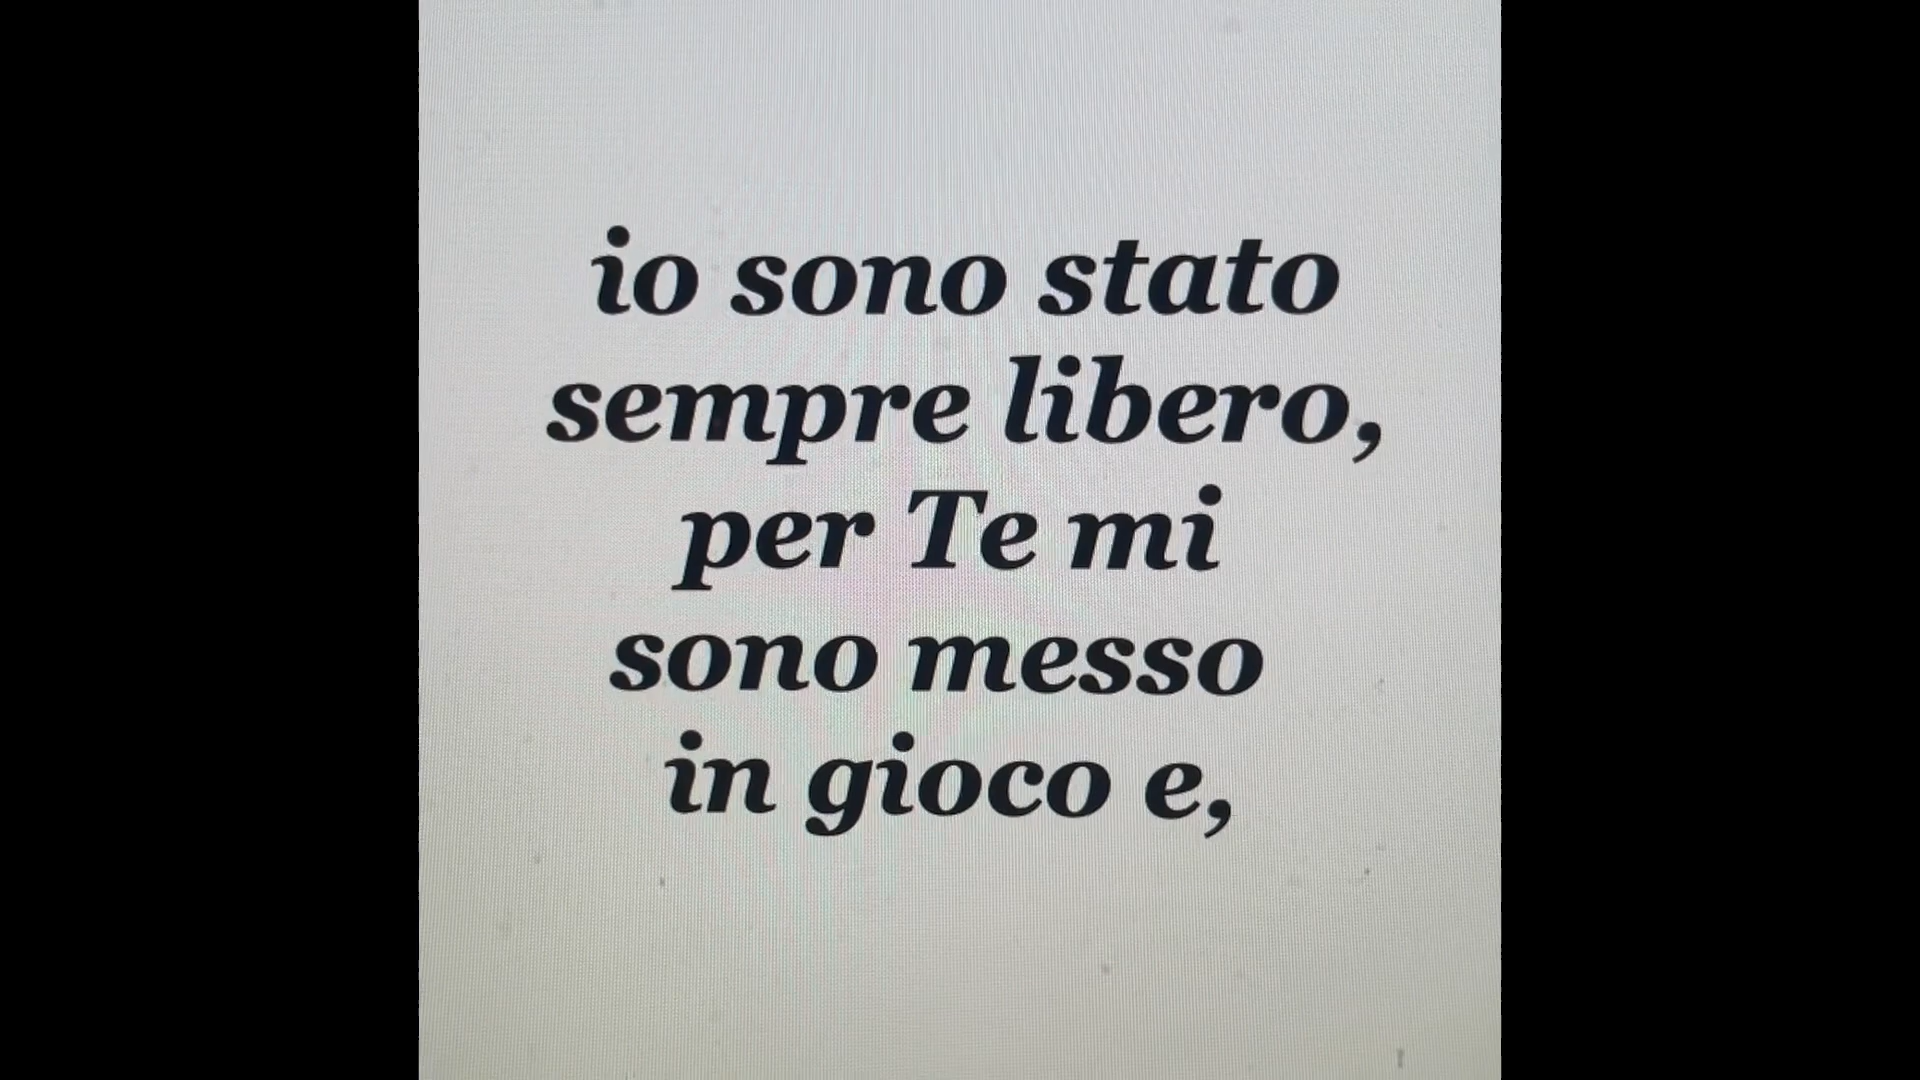 io sono stato
sempre libero,
per Te mi
sono messo
in gioco e,